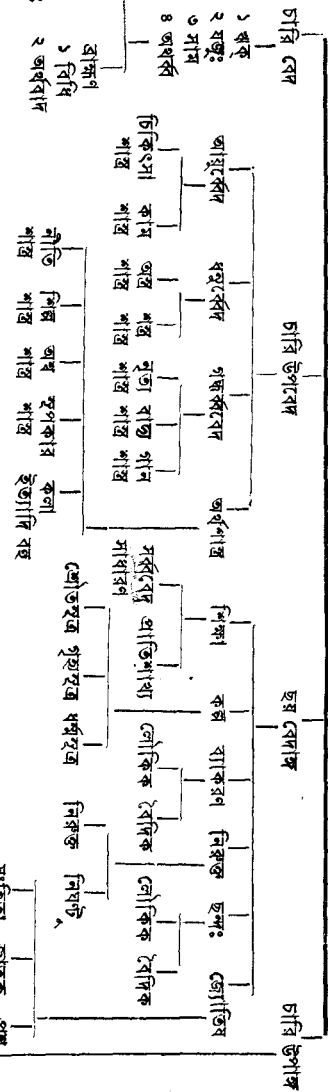 চারি বেদ
১ ঋক্
২ যজুঃ
৩ সাম
৪ অথর্ব্ব
ব্রাহ্মণ
১ বিধি
২ অর্থবাদ
চারি উপবেদ
আয়ুর্ব্বেদ
ধনুর্ব্বেদ
গন্ধর্ব্ববেদ
অর্থশাস্ত্র
চিকিৎসা শাস্ত্র
কাম শাস্ত্র
অস্ত্র শাস্ত্র
শস্ত্র শাস্ত্র
নৃত্য শাস্ত্র
বাদ্য শাস্ত্র
গান শাস্ত্র
নীতি শাস্ত্র
শিল্প শাস্ত্র
অশ্ব শাস্ত্র
সূপকার শাস্ত্র
কলা ইত্যাদি বহু
ছয় বেদাঙ্গ
শিক্ষা
কল্প
ব্যাকরণ
নিরুক্ত
ছন্দঃ
জ্যোতিষ
সর্ব্ববেদ সাধারণ
প্রাতিশাখ্য
শ্রৌতসূত্র
গৃহ্যসূত্র
ধর্ম্মসূত্র
লৌকিক
বৈদিক
নিরুক্ত
নিঘণ্টু
লৌকিক
বৈদিক
চারি উপাঙ্গ